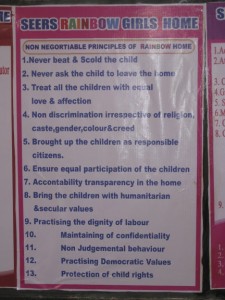 SEERS RAINBOW GIRLS HOME
NON NEGORTIABLE PRINCIPLES OF RAINBOW HOME
1.Never beat & Scold the child
2. Never ask the child to leave the home
3. Treat all the children with equal
love & affection
4. Non discrimination irrespective of religion,
caste,gender,colour&creed
5. Brought up the children as responsible
citizens.
6. Ensure equal participation of the children
7. Accontability transparency in the home
8. Bring the children with humanitarian
&secular values
9. Practising the dignity of labour
10. Maintaining of confidentiality
11. Non Judgemental behaviour
12. Practising Democratic Values
13. Protection of child rights